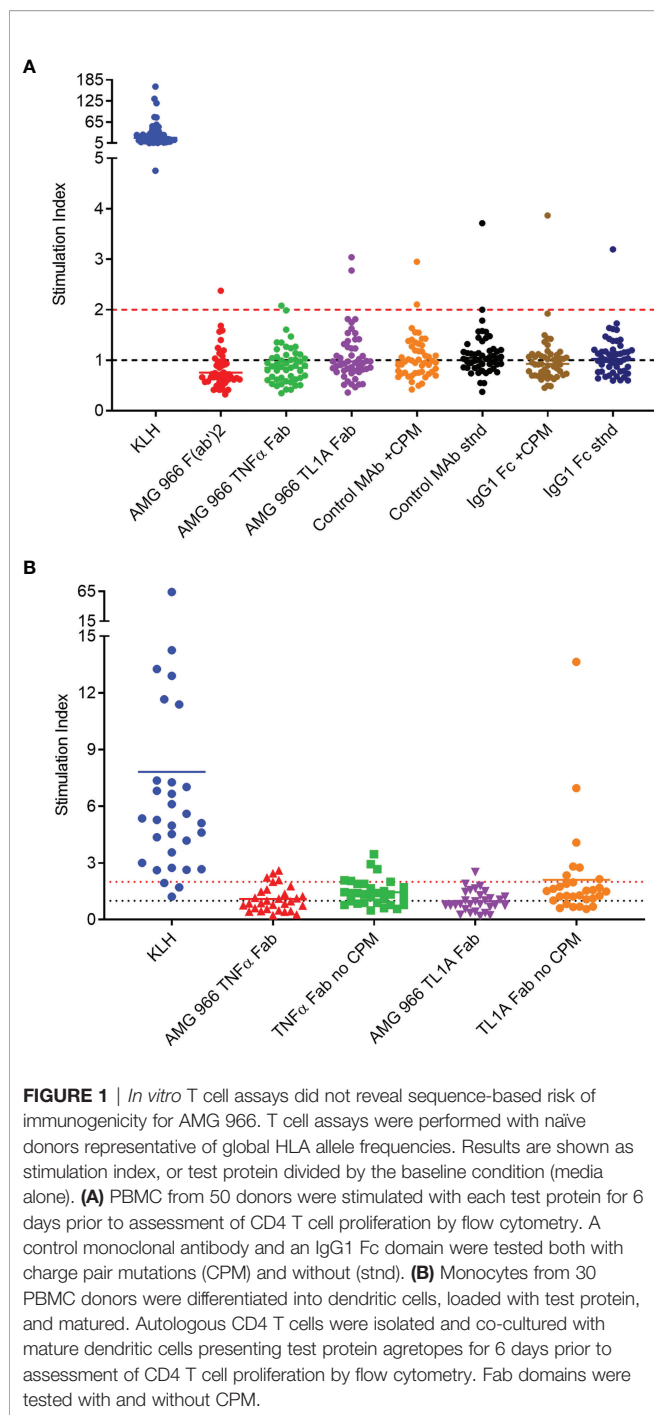 A
185
125
65
5
5
4
3
2
1
0
Stimulation Index
KLH
AMG 966 F(ab')2
AMG 966 TNFα Fab
AMG 966 TL1A Fab
Control MAb +CPM
Control MAb stnd
IgG1 Fc +CPM
IgG1 Fc stnd
B
65
15
15
12
9
6
3
0
Stimulation Index
KLH
AMG 966 TNFα Fab
TNFα Fab no CPM
AMG 966 TL1A Fab
TL1A Fab no CPM
FIGURE 1 | In vitro T cell assays did not reveal sequence-based risk of
immunogenicity for AMG 966. T cell assays were performed with naïve
donors representative of global HLA allele frequencies. Results are shown as
stimulation index, or test protein divided by the baseline condition (media
alone). (A) PBMC from 50 donors were stimulated with each test protein for 6
days prior to assessment of CD4 T cell proliferation by flow cytometry. A
control monoclonal antibody and an IgG1 Fc domain were tested both with
charge pair mutations (CPM) and without (stnd). (B) Monocytes from 30
PBMC donors were differentiated into dendritic cells, loaded with test protein,
and matured. Autologous CD4 T cells were isolated and co-cultured with
mature dendritic cells presenting test protein agretopes for 6 days prior to
assessment of CD4 T cell proliferation by flow cytometry. Fab domains were
tested with and without CPM.